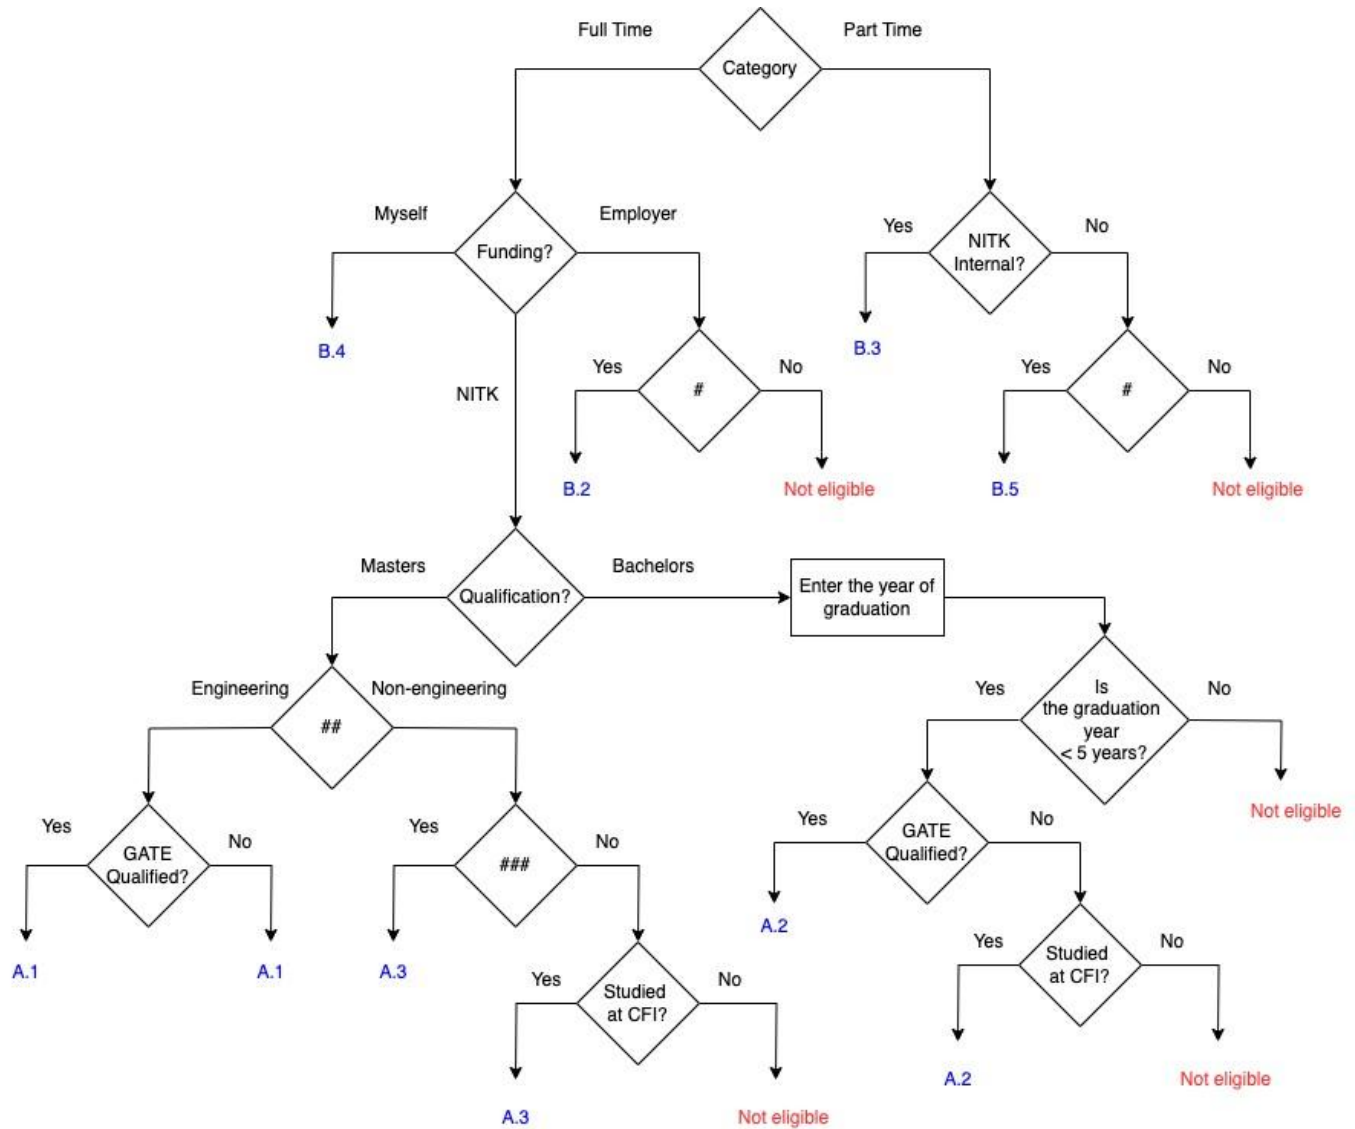 Full Time
Part Time
Category
Myself
Employer
Yes
No
Funding?
NITK
Internal?
B.4
B.3
NITK
Yes
#
No
Yes
#
No
B.2
Not eligible
B.5
Not eligible
Masters
Bachelors
Qualification?
Enter the year of
graduation
Engineering
Non-engineering
##
Yes
Is
the graduation
year
< 5 years?
No
Not eligible
Yes
GATE
Qualified?
No
Yes
###
No
Yes
GATE
Qualified?
No
A.1
A.1
A.3
A.2
Yes
Studied
at CFI?
No
Yes
Studied
at CFI?
No
A.3
Not eligible
A.2
Not eligible